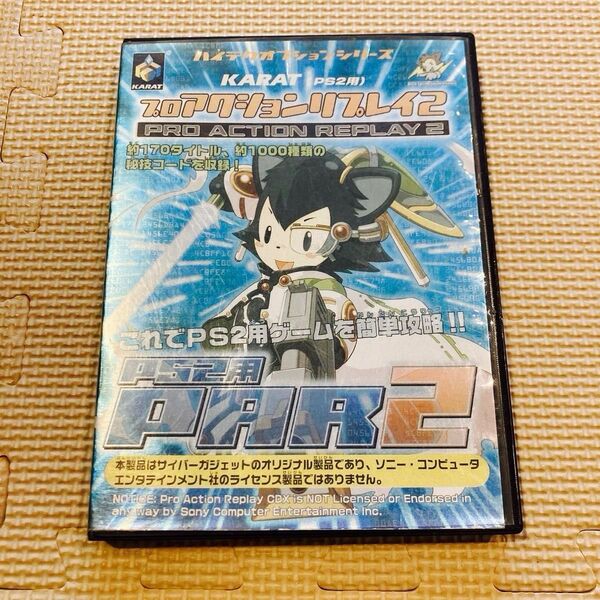 ハイテクオプションシリーズ
KARAT
KARAT (PS2用)
プロアクションリプレイ2
PRO ACTION REPLAY 2
約170タイトル、約1000種類の
秘技コードを収録!
これでPS2用ゲームを簡単攻略!!
PS2用
PAR2
本製品はサイバーガジェットのオリジナル製品であり、ソニー・コンピュータ
エンタテインメント社のライセンス製品ではありません。
NOTICE: Pro Action Replay CDX is NOT Licensed or Endorsed in
any way by Sony Computer Entertainment Inc.